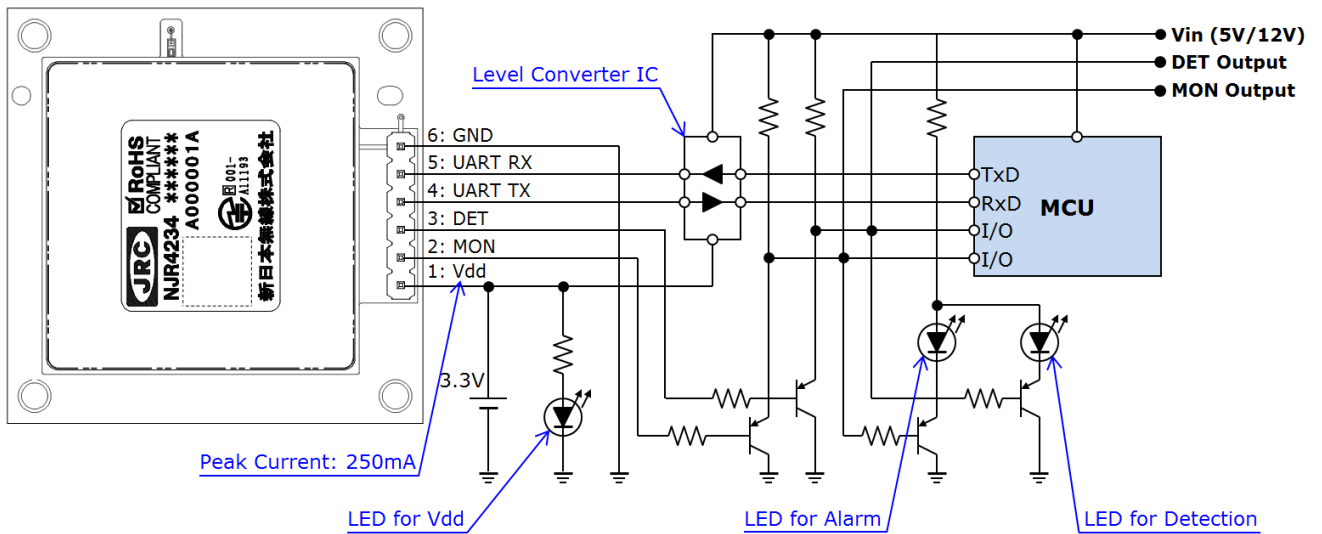 Vin (5V/12V)
DET Output
MON Output
Level Converter IC
6: GND
5: UART RX
4: UART TX
3: DET
2: MON
1: Vdd
RoHS
COMPLIANT
JRC
NJR4234 ******
A000001A
R 001-
A11193
新日本無線株式会社
TxD
RxD
I/O
I/O
MCU
3.3V
Peak Current: 250mA
LED for Vdd
LED for Alarm
LED for Detection